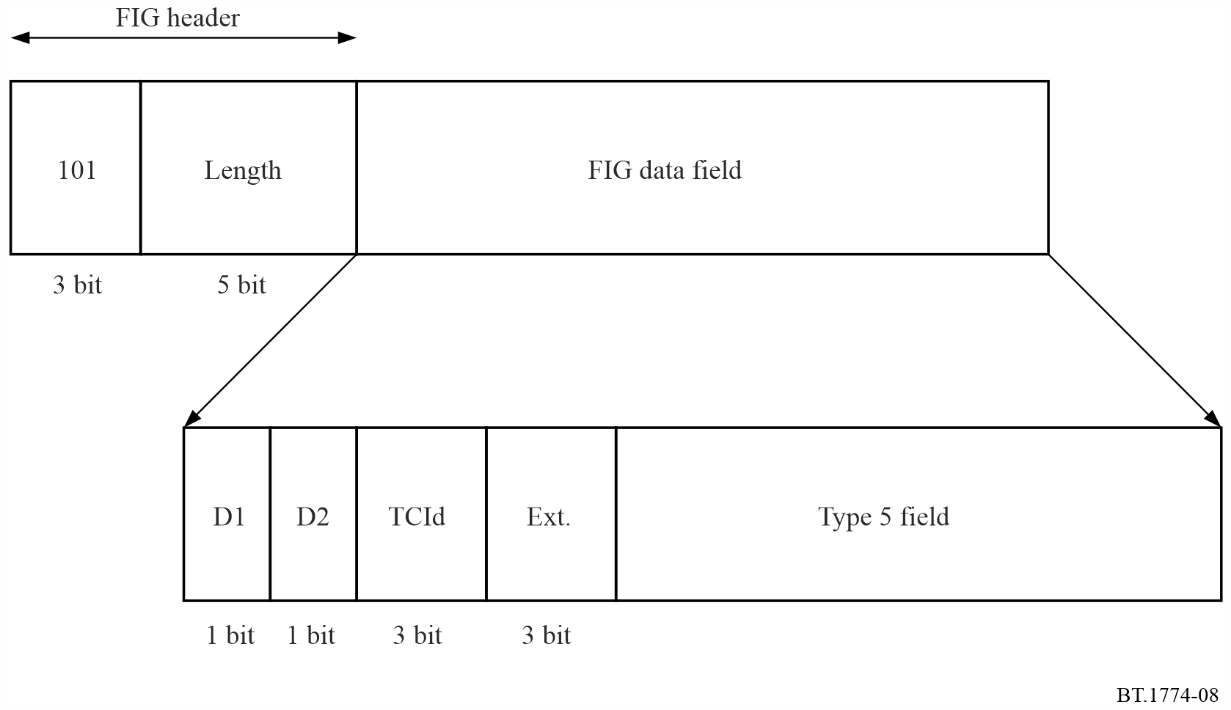 FIG header
101 Length FIG data field
3 bit 5 bit
D1 D2 TCId Ext. Type 5 field
1 bit 1 bit 3 bit 3 bit
BT.1774-08